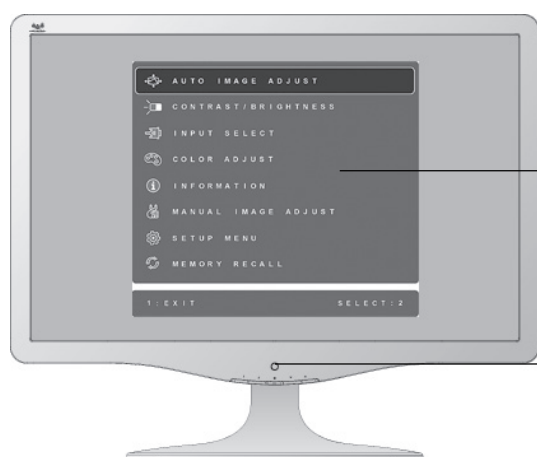 AUTO IMAGE ADJUST
CONTRAST/BRIGHTNESS
INPUT SELECT
COLOR ADJUST
INFORMATION
MANUAL IMAGE ADJUST
SETUP MENU
MEMORY RECALL
1:EXIT SELECT:2